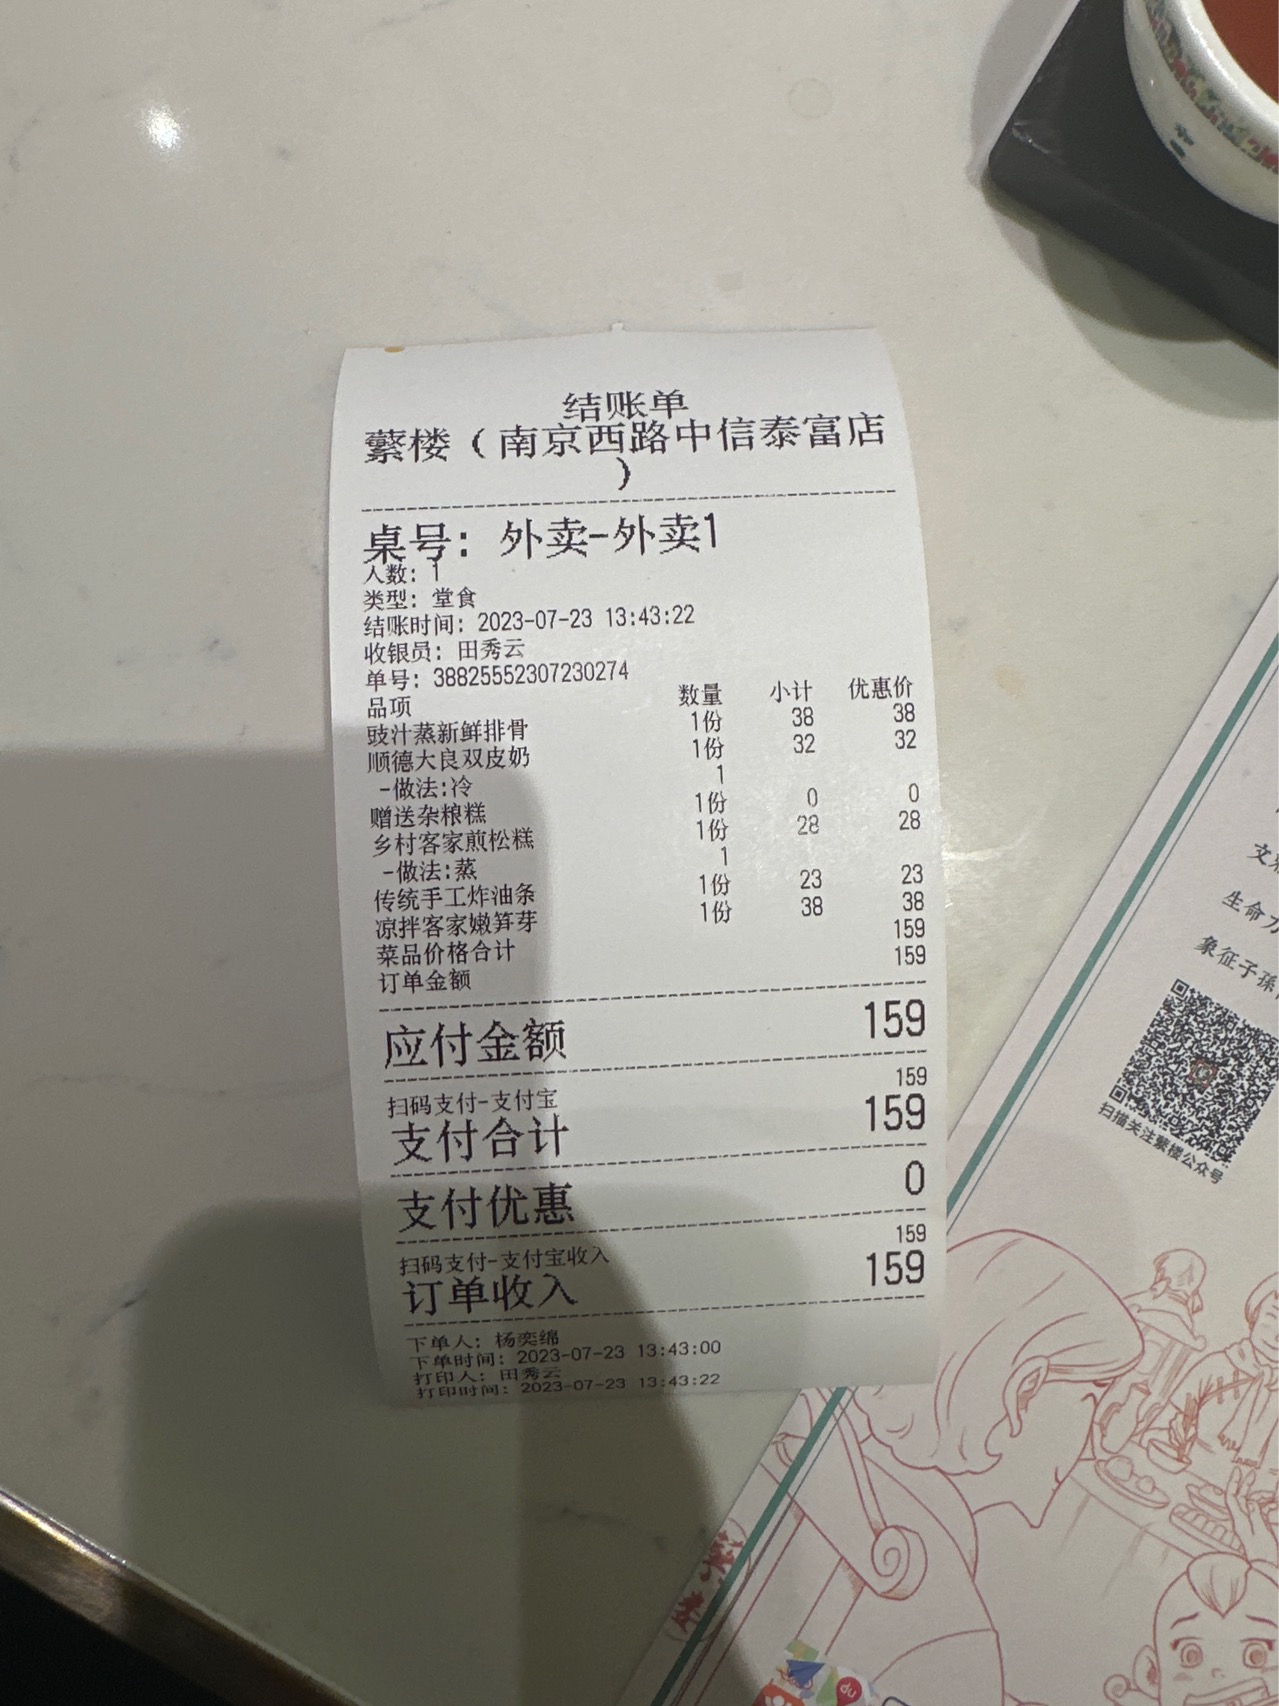 结账单
蘩楼（南京西路中信泰富店
）
桌号：外卖-外卖1
人数：1
类型：堂食
结账时间：2023-07-23 13:43:22
收银员：田秀云
单号：38825552307230274
品项 数量 小计 优惠价
豉汁蒸新鲜排骨 1份 38 38
顺德大良双皮奶 1份 32 32
-做法:冷 1
赠送杂粮糕 1份 0 0
乡村客家煎松糕 1份 28 28
-做法:蒸 1
传统手工炸油条 1份 23 23
凉拌客家嫩笋芽 1份 38 38
菜品价格合计 159
订单金额 159
应付金额 159
扫码支付-支付宝 159
支付合计 159
支付优惠 0
扫码支付-支付宝收入 159
订单收入 159
下单人：杨奕绵
下单时间：2023-07-23 13:43:00
打印人：田秀云
打印时间：2023-07-23 13:43:22
生命力
象征子孫
扫描关注蘩楼公众号
du